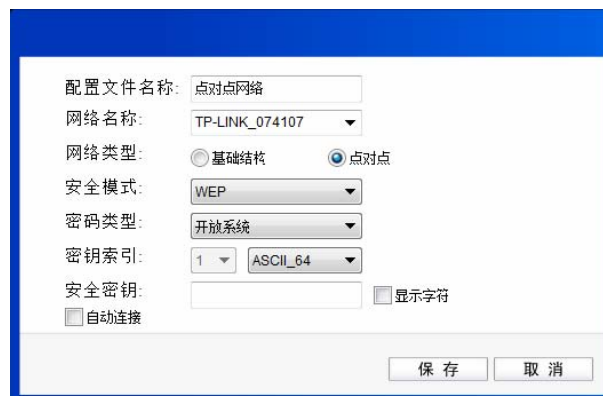 配置文件名称: 点对点网络
网络名称: TP-LINK_074107
网络类型: 基础结构 点对点
安全模式: WEP
密码类型: 开放系统
密钥索引: 1 ASCII_64
安全密钥: 显示字符
自动连接
保存 取消